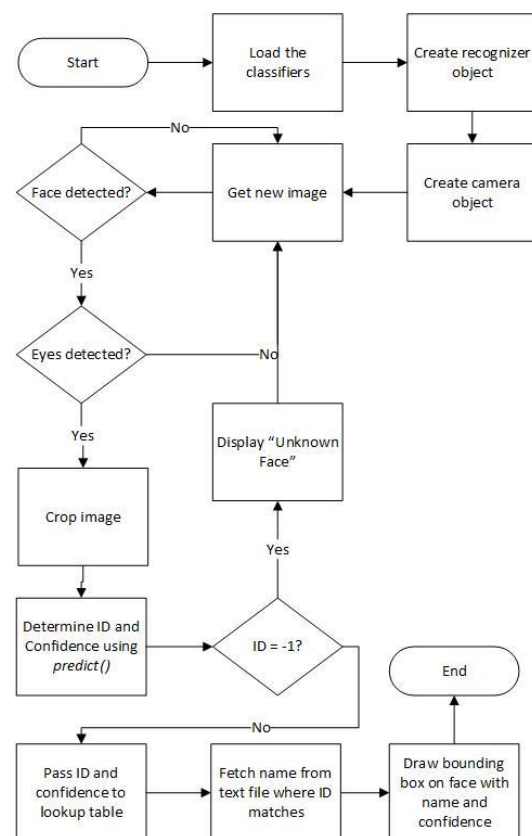 Start
Load the
classifiers
Create recognizer
object
No
Face detected?
Get new image
Create camera
object
Yes
Eyes detected?
No
Yes
Display “Unknown
Face”
Crop image
Yes
Determine ID and
Confidence using
predict()
ID = -1?
End
No
Pass ID and
confidence to
lookup table
Fetch name from
text file where ID
matches
Draw bounding
box on face with
name and
confidence